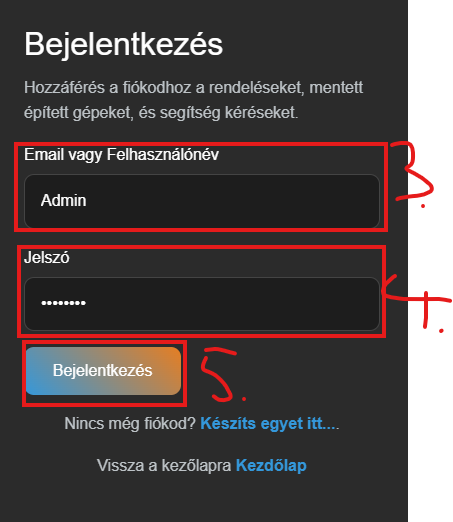 Bejelentkezés
Hozzáférés a fiókodhoz a rendeléseket, mentett
épített gépeket, és segítség kéréseket.
Email vagy Felhasználónév
3.
Admin
Jelszó
••••••••
4.
Bejelentkezés
5.
Nincs még fiókod? Készíts egyet itt....
Vissza a kezőlapra Kezdőlap